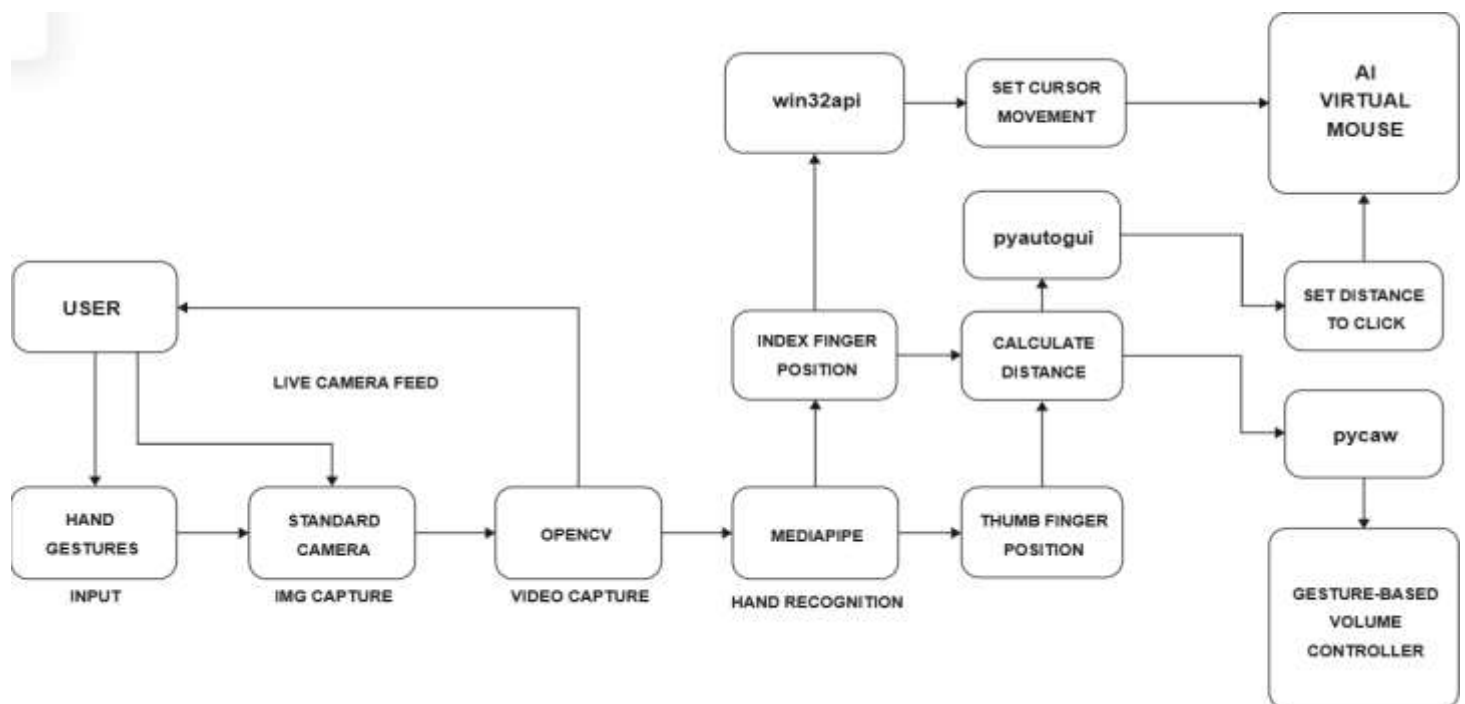 win32api
SET CURSOR
MOVEMENT
AI
VIRTUAL
MOUSE
pyautogui
USER
SET DISTANCE
TO CLICK
INDEX FINGER
POSITION
CALCULATE
DISTANCE
LIVE CAMERA FEED
pycaw
HAND
GESTURES
STANDARD
CAMERA
OPENCV
MEDIAPIPE
THUMB FINGER
POSITION
INPUT
IMG CAPTURE
VIDEO CAPTURE
HAND RECOGNITION
GESTURE-BASED
VOLUME
CONTROLLER